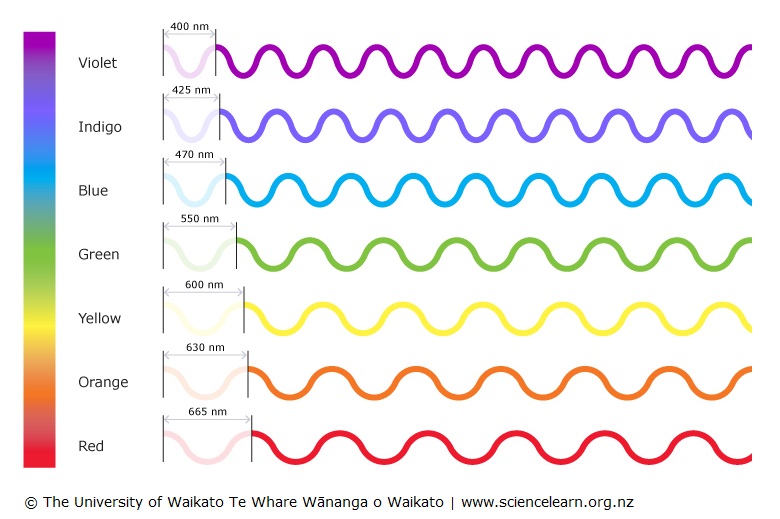 400 nm
Violet
425 nm
Indigo
470 nm
Blue
550 nm
Green
600 nm
Yellow
630 nm
Orange
665 nm
Red
© The University of Waikato Te Whare Wānanga o Waikato | www.sciencelearn.org.nz